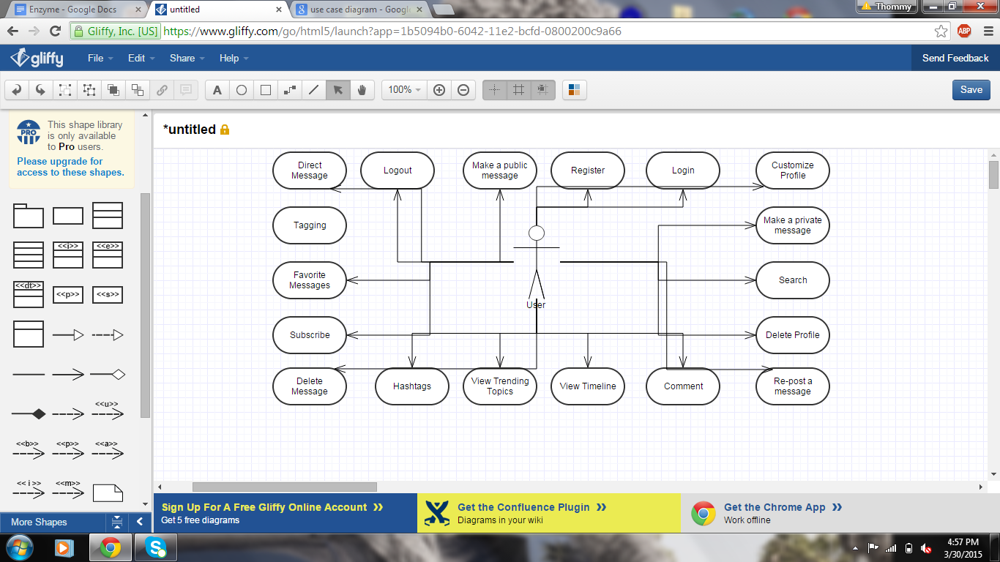 Enzyme - Google Docs
untitled
use case diagram - Google
Thommy
Gliffy, Inc. [US]
https://www.gliffy.com/go/html5/launch?app=1b5094b0-6042-11e2-bcfd-0800200c9a66
ABP
gliffy
File
Edit
Share
Help
Send Feedback
A
100%
Save
PRO
This shape library
is only available
to Pro users.
Please upgrade for
access to these shapes.
*untitled
<<i>>
<<e>>
<<dt>>
<<p>>
<<s>>
<<u>>
<<b>>
<<p>>
<<a>>
<< i >>
<<m>>
More Shapes
Direct
Message
Logout
Make a public
message
Register
Login
Customize
Profile
Tagging
Make a private
message
Favorite
Messages
Search
User
Subscribe
Delete Profile
Delete
Message
Hashtags
View Trending
Topics
View Timeline
Comment
Re-post a
message
Sign Up For A Free Gliffy Online Account
Get 5 free diagrams
Get the Confluence Plugin
Diagrams in your wiki
Get the Chrome App
Work offline
4:57 PM
3/30/2015